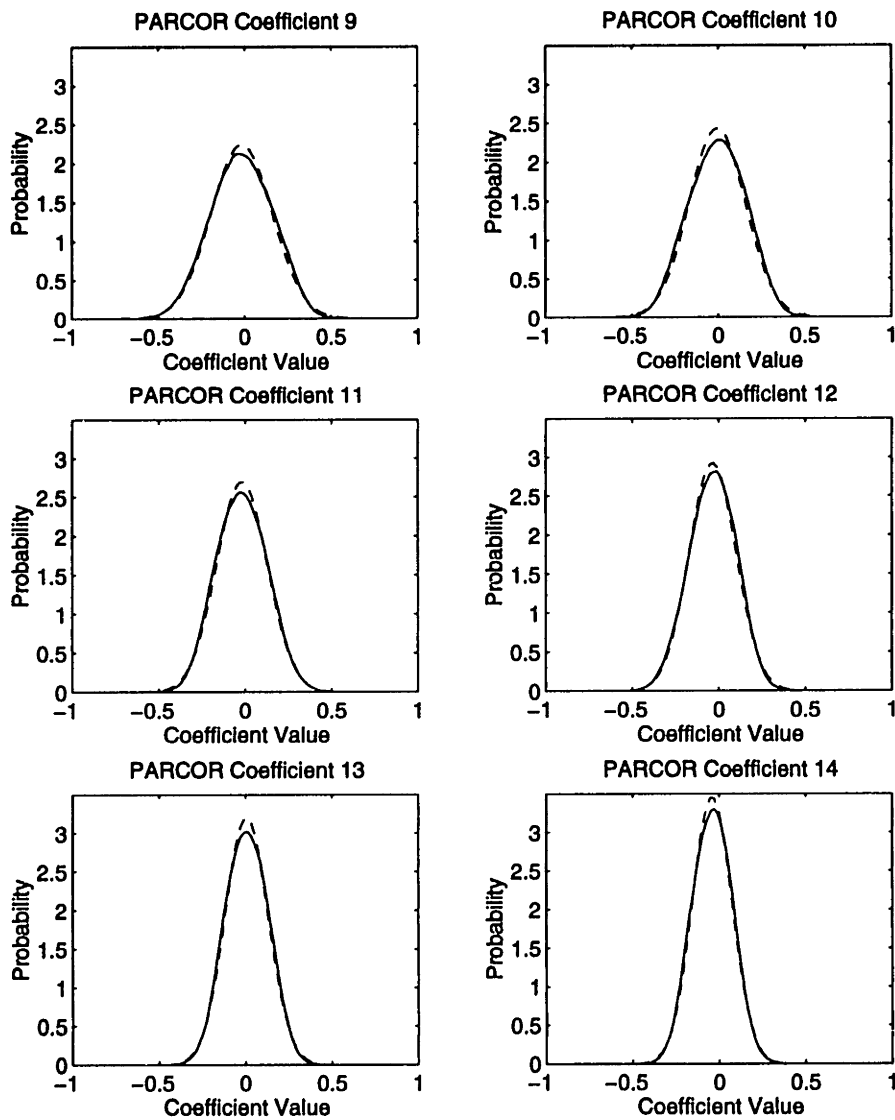 PARCOR Coefficient 9
3
2.5
2
1.5
1
0.5
0
Probability
−1 −0.5 0 0.5 1
Coefficient Value
PARCOR Coefficient 10
3
2.5
2
1.5
1
0.5
0
Probability
−1 −0.5 0 0.5 1
Coefficient Value
PARCOR Coefficient 11
3
2.5
2
1.5
1
0.5
0
Probability
−1 −0.5 0 0.5 1
Coefficient Value
PARCOR Coefficient 12
3
2.5
2
1.5
1
0.5
0
Probability
−1 −0.5 0 0.5 1
Coefficient Value
PARCOR Coefficient 13
3
2.5
2
1.5
1
0.5
0
Probability
−1 −0.5 0 0.5 1
Coefficient Value
PARCOR Coefficient 14
3
2.5
2
1.5
1
0.5
0
Probability
−1 −0.5 0 0.5 1
Coefficient Value